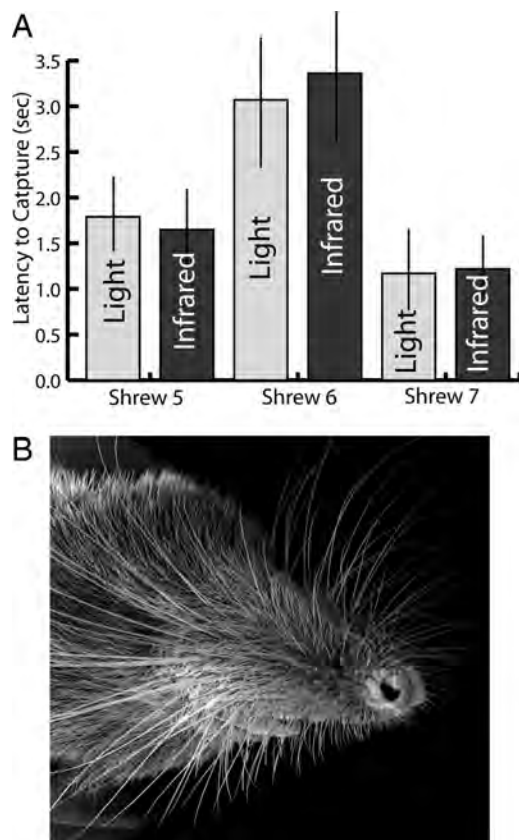 A
Latency to Catpture (sec)
3.5
3.0
2.5
2.0
1.5
1.0
0.5
0.0
Light
Infrared
Light
Infrared
Light
Infrared
Shrew 5
Shrew 6
Shrew 7
B